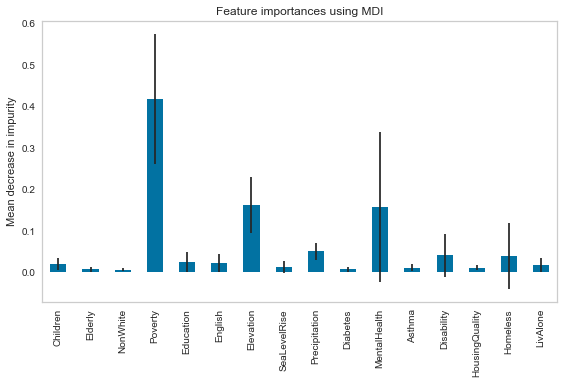 Feature importances using MDI
Mean decrease in impurity
0.6
0.5
0.4
0.3
0.2
0.1
0.0
Children
Elderly
NonWhite
Poverty
Education
English
Elevation
SeaLevelRise
Precipitation
Diabetes
MentalHealth
Asthma
Disability
HousingQuality
Homeless
LivAlone